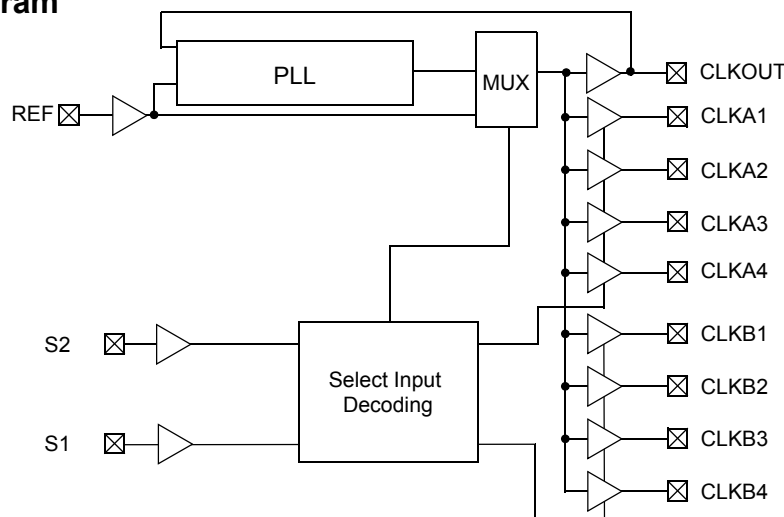 ram
PLL
MUX
CLKOUT
REF
CLKA1
CLKA2
CLKA3
CLKA4
S2
CLKB1
Select Input
Decoding
CLKB2
S1
CLKB3
CLKB4